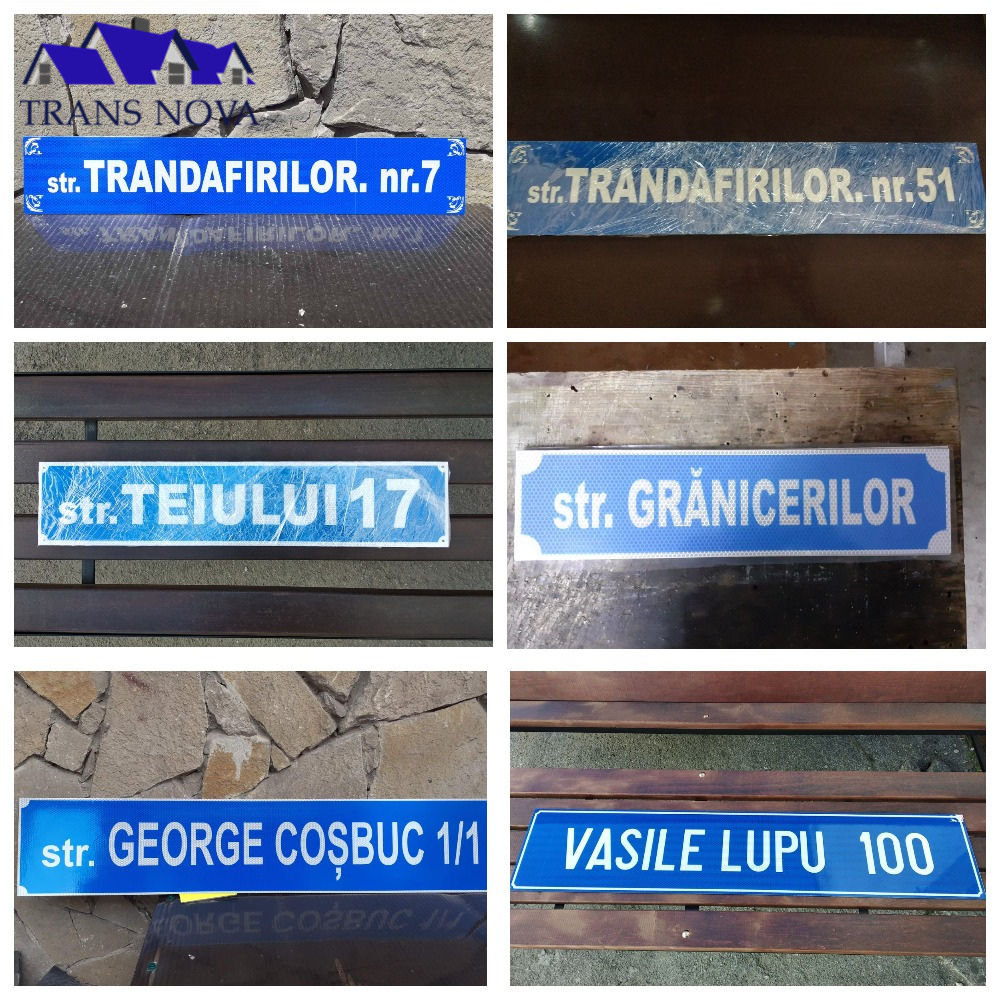 TRANS NOVA
str. TRANDAFIRILOR. nr.7
str. TRANDAFIRILOR. nr.51
str. TEIULUI 17
str. GRĂNICERILOR
str. GEORGE COȘBUC 1/1
VASILE LUPU 100